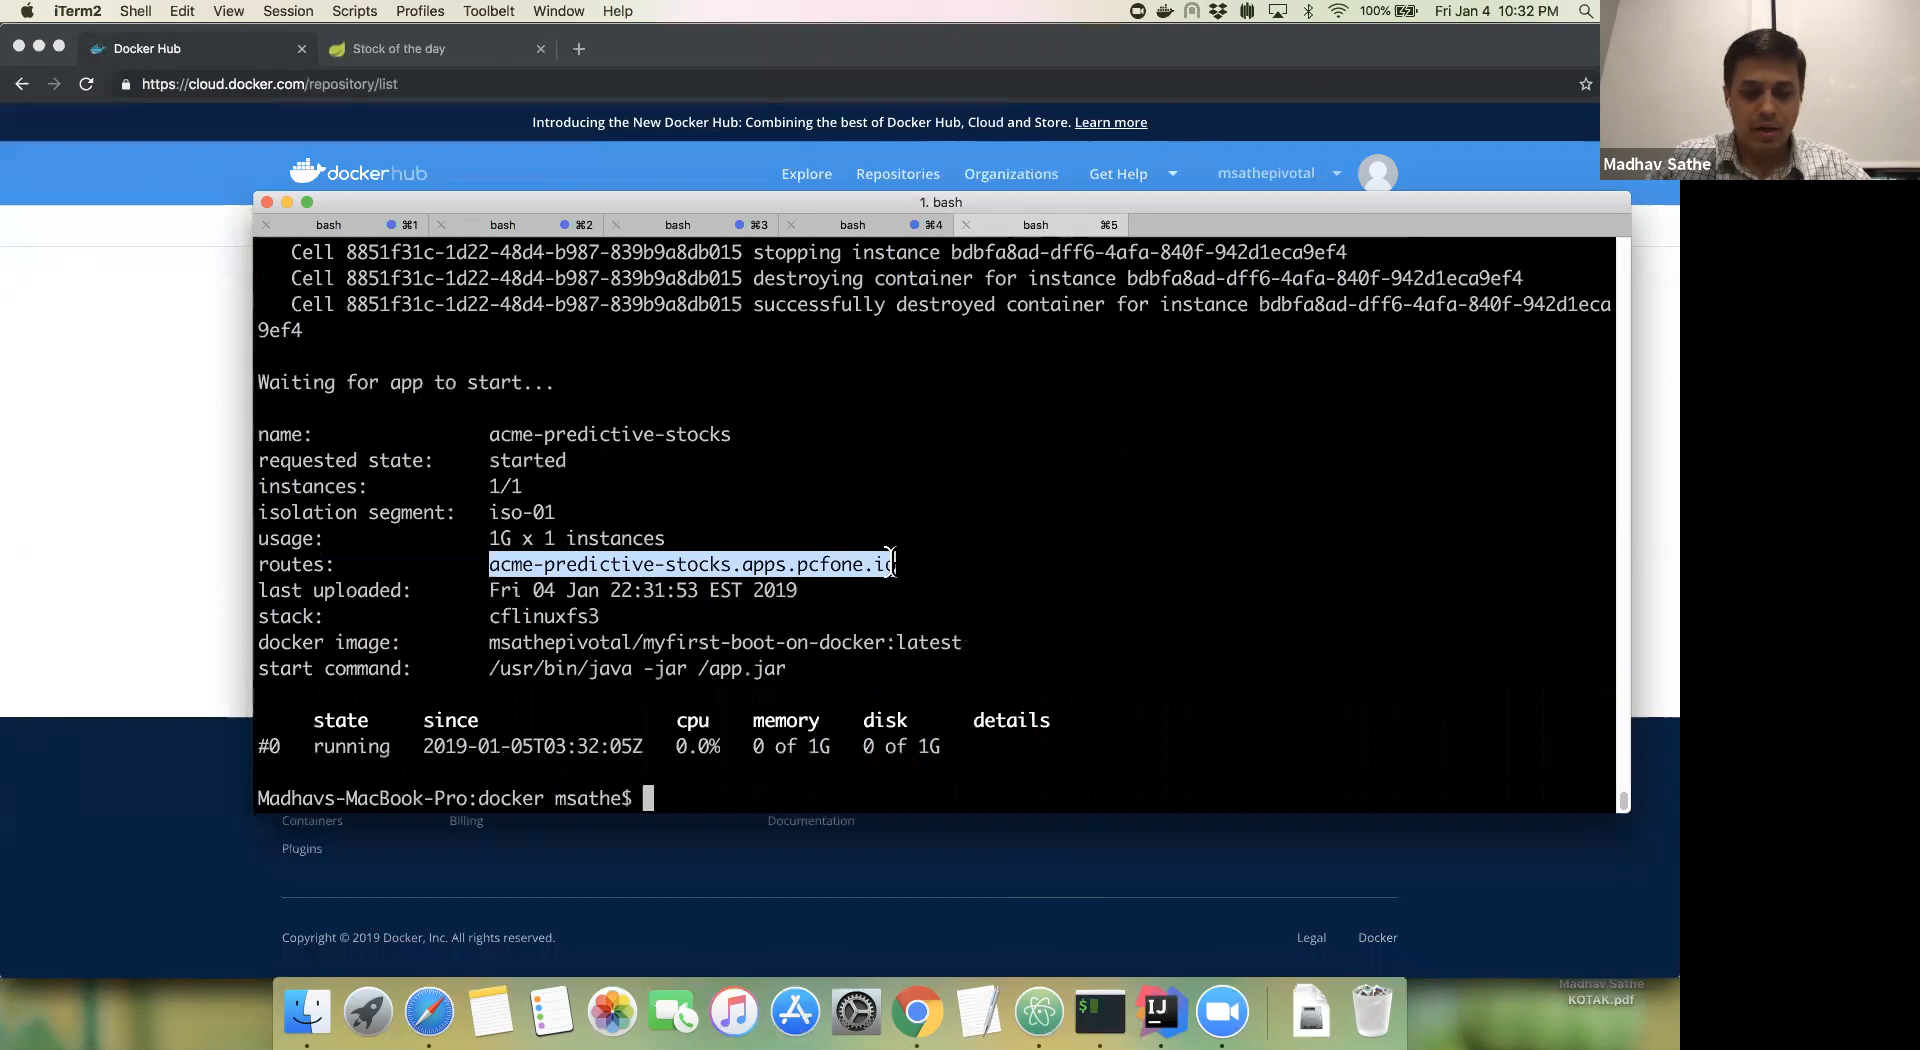 iTerm2 Shell Edit View Session Scripts Profiles Toolbelt Window Help 100% Fri Jan 4 10:32 PM
Docker Hub Stock of the day
https://cloud.docker.com/repository/list
Introducing the New Docker Hub: Combining the best of Docker Hub, Cloud and Store. Learn more
Madhav Sathe
dockerhub Explore Repositories Organizations Get Help msathepivotal
1. bash
bash ⌘1 bash ⌘2 bash ⌘3 bash ⌘4 bash ⌘5
Cell 8851f31c-1d22-48d4-b987-839b9a8db015 stopping instance bdbfa8ad-dff6-4afa-840f-942d1eca9ef4
Cell 8851f31c-1d22-48d4-b987-839b9a8db015 destroying container for instance bdbfa8ad-dff6-4afa-840f-942d1eca9ef4
Cell 8851f31c-1d22-48d4-b987-839b9a8db015 successfully destroyed container for instance bdbfa8ad-dff6-4afa-840f-942d1eca
9ef4
Waiting for app to start...
name: acme-predictive-stocks
requested state: started
instances: 1/1
isolation segment: iso-01
usage: 1G x 1 instances
routes: acme-predictive-stocks.apps.pcfone.io
last uploaded: Fri 04 Jan 22:31:53 EST 2019
stack: cflinuxfs3
docker image: msathepivotal/myfirst-boot-on-docker:latest
start command: /usr/bin/java -jar /app.jar
state since cpu memory disk details
#0 running 2019-01-05T03:32:05Z 0.0% 0 of 1G 0 of 1G
Madhavs-MacBook-Pro:docker msathe$
Containers Billing Documentation
Plugins
Copyright © 2019 Docker, Inc. All rights reserved. Legal Docker
Madhav Sathe
KOTAK.pdf